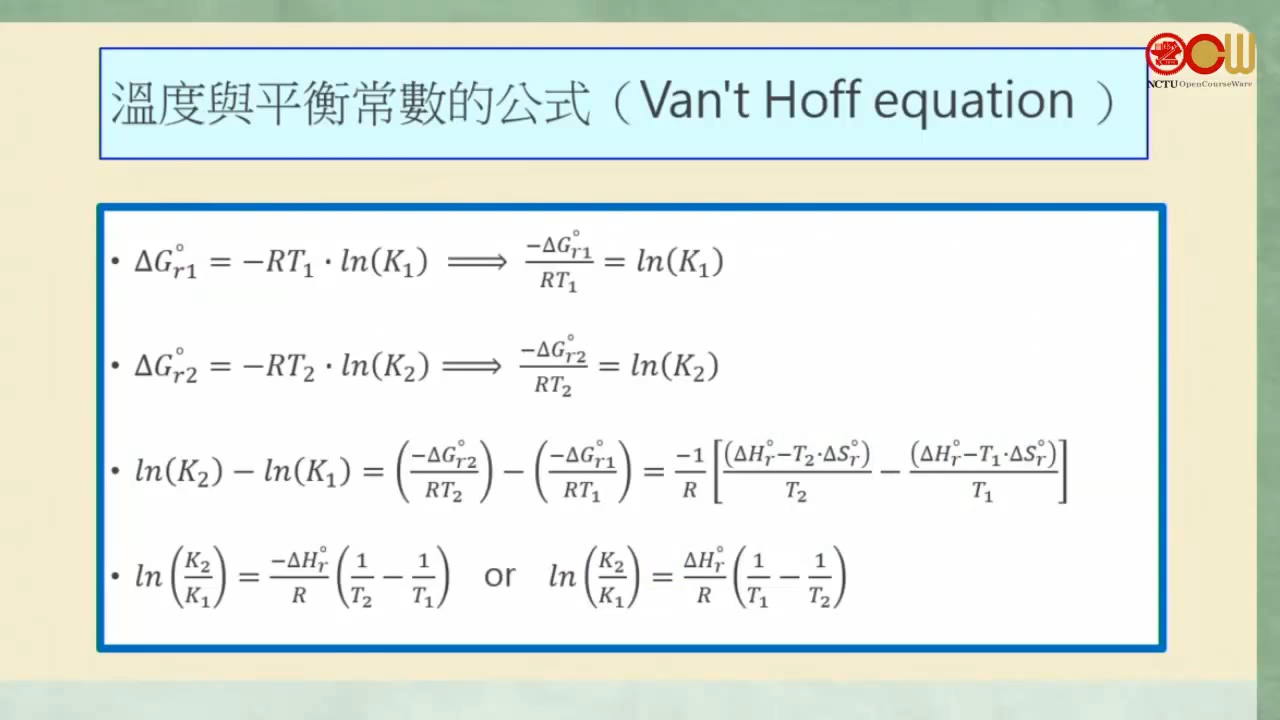 溫度與平衡常數的公式（Van't Hoff equation ）
NCTU OpenCourseWare
• ΔG°r1 = −RT₁ · ln(K₁) ⟹ −ΔG°r1/RT₁ = ln(K₁)
• ΔG°r2 = −RT₂ · ln(K₂) ⟹ −ΔG°r2/RT₂ = ln(K₂)
• ln(K₂) − ln(K₁) = (−ΔG°r2/RT₂) − (−ΔG°r1/RT₁) = −1/R [(ΔH°r−T₂·ΔS°r)/T₂ − (ΔH°r−T₁·ΔS°r)/T₁]
• ln(K₂/K₁) = −ΔH°r/R (1/T₂ − 1/T₁) or ln(K₂/K₁) = ΔH°r/R (1/T₁ − 1/T₂)